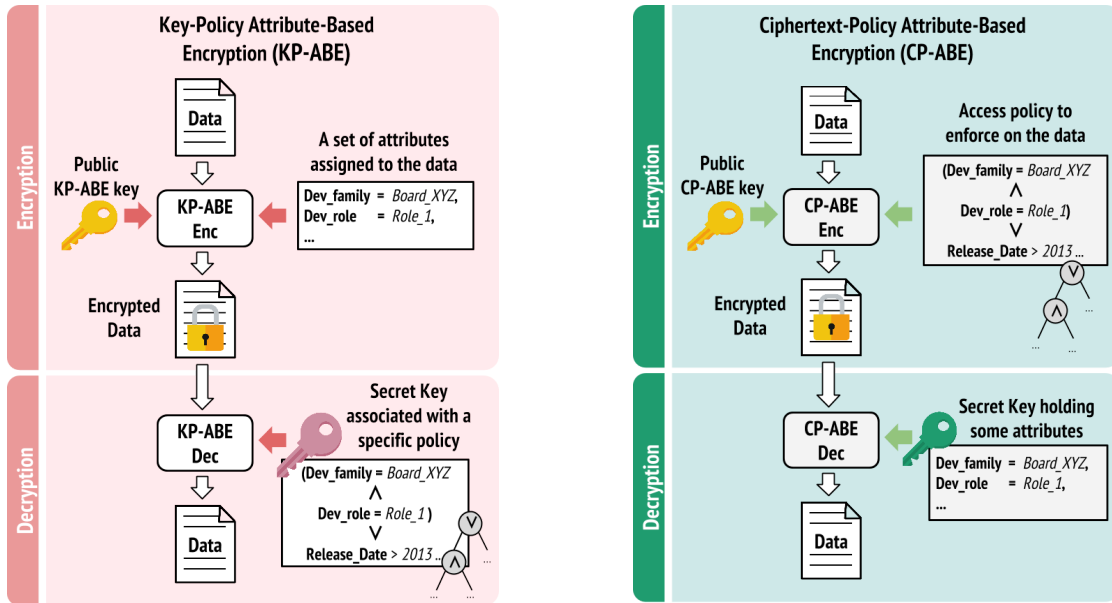 Key-Policy Attribute-Based
Encryption (KP-ABE)
Encryption
Data
Public
KP-ABE key
KP-ABE
Enc
A set of attributes
assigned to the data
Dev_family = Board_XYZ,
Dev_role = Role_1,
...
Encrypted
Data
Decryption
KP-ABE
Dec
Secret Key
associated with a
specific policy
(Dev_family = Board_XYZ
∧
Dev_role = Role_1 )
∨
Release_Date > 2013 ...
∨
∧
...
...
...
Data
Ciphertext-Policy Attribute-Based
Encryption (CP-ABE)
Encryption
Data
Public
CP-ABE key
CP-ABE
Enc
Access policy to
enforce on the data
(Dev_family = Board_XYZ
∧
Dev_role = Role_1)
∨
Release_Date > 2013 ...
∨
∧
...
...
...
Encrypted
Data
Decryption
CP-ABE
Dec
Secret Key holding
some attributes
Dev_family = Board_XYZ,
Dev_role = Role_1,
...
Data